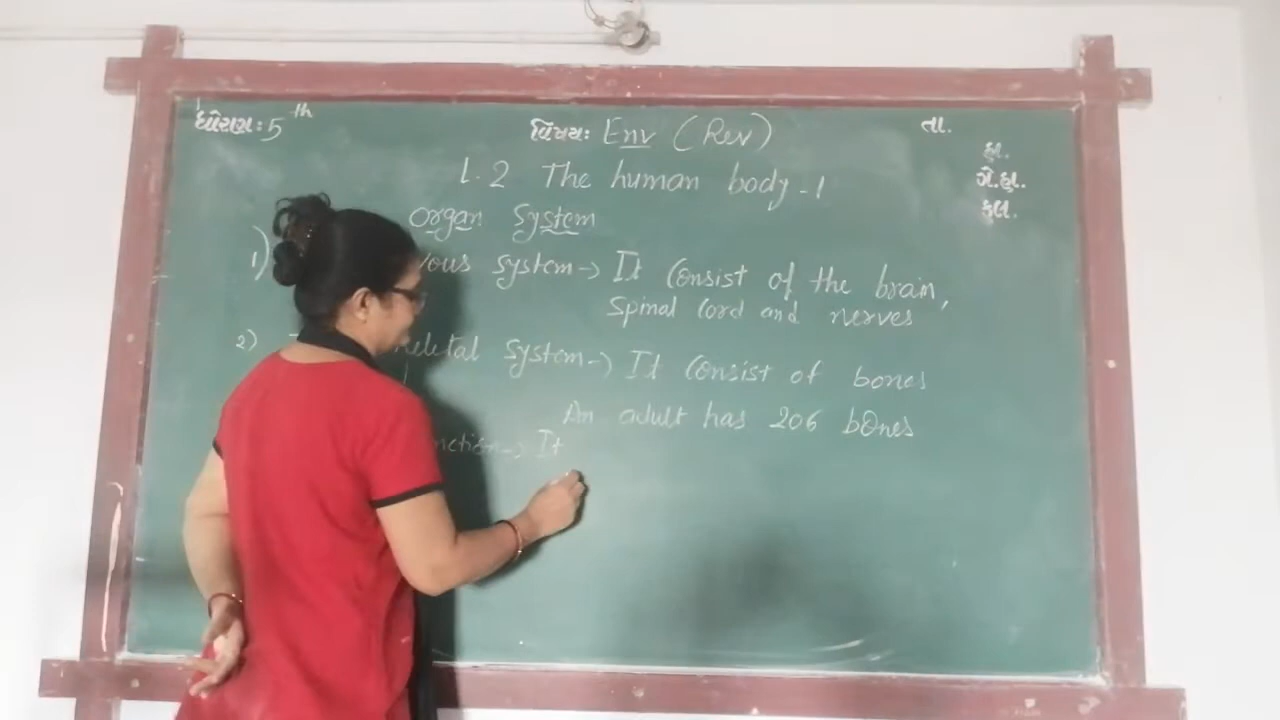 ધોરણ: 5th
વિષય: Env (Rev)
તા.
હા.
ગે.હા.
કુલ.
L.2 The human body-1
Organ System
1) vous system-> It Consist of the brain,
Spinal Cord and nerves
2) keletal System-> It Consist of bones
An adult has 206 bones
nction-> It